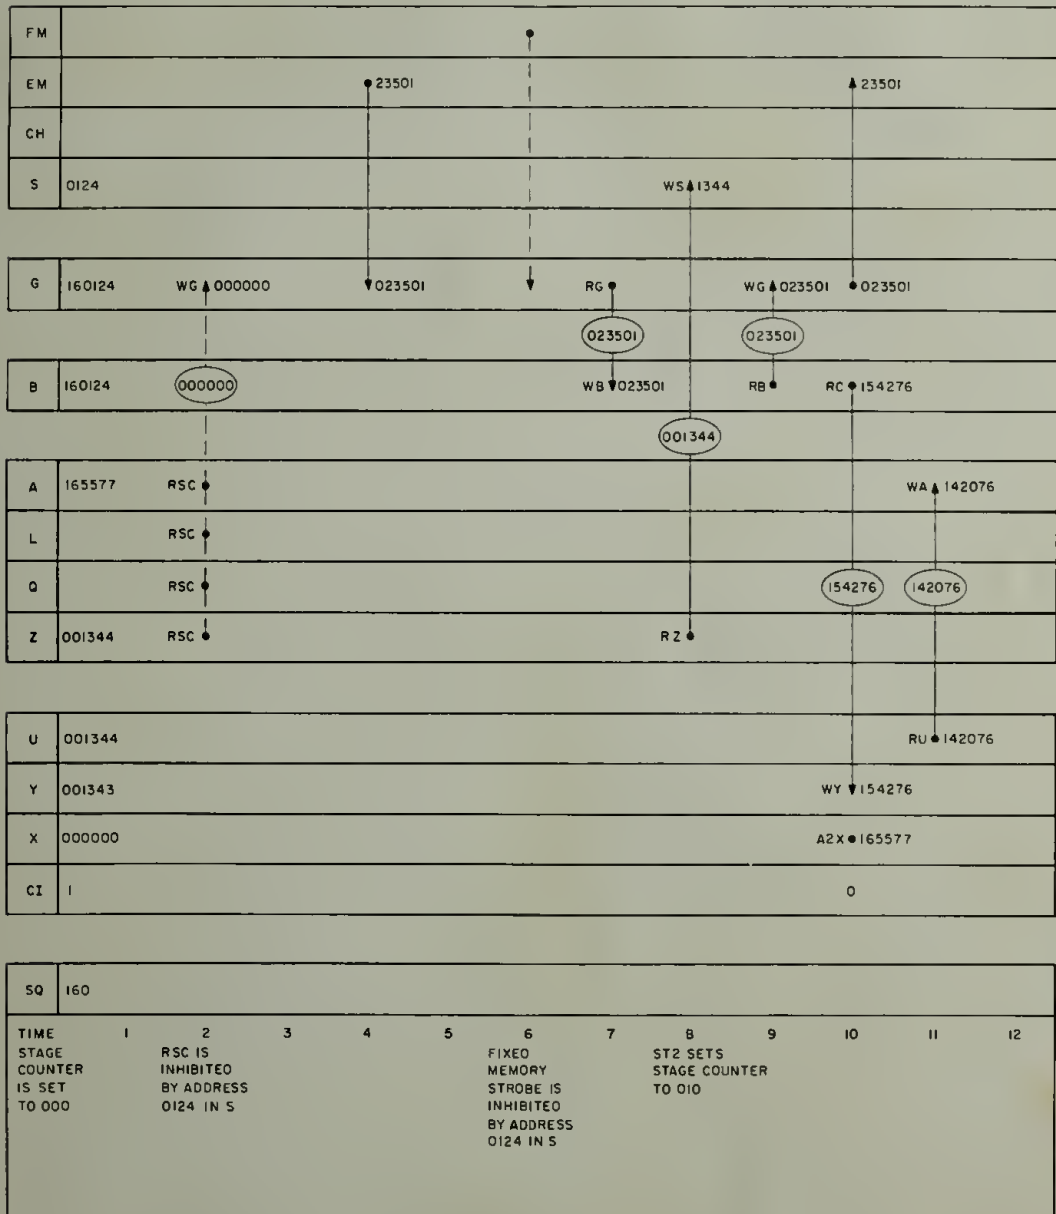 FM
EM 23501 23501
CH
S 0124 WS 1344
G 160124 WG 000000 023501 RG WG 023501 023501
023501 023501
B 160124 000000 WB 023501 RB RC 154276
001344
A 165577 RSC WA 142076
L RSC
Q RSC 154276 142076
Z 001344 RSC RZ
U 001344 RU 142076
Y 001343 WY 154276
X 000000 A2X 165577
CI 1 0
SQ 160
TIME 1 2 3 4 5 6 7 8 9 10 11 12
STAGE RSC IS FIXED ST2 SETS
COUNTER INHIBITED MEMORY STAGE COUNTER
IS SET BY ADDRESS STROBE IS TO 010
TO 000 0124 IN S INHIBITED
BY ADDRESS
0124 IN S